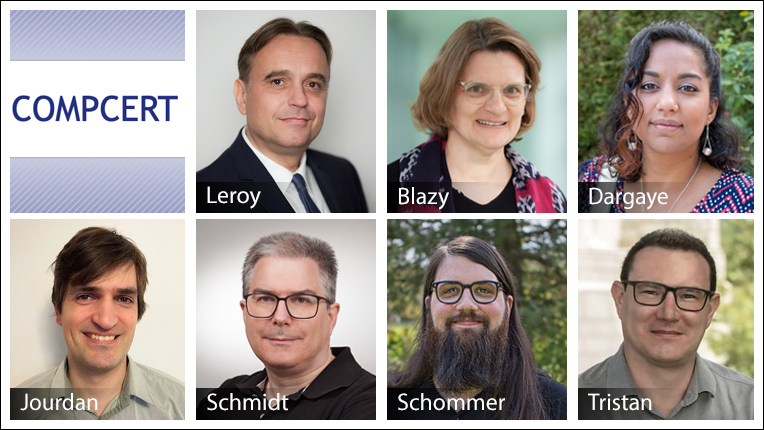 COMPCERT
Leroy
Blazy
Dargaye
Jourdan
Schmidt
Schommer
Tristan